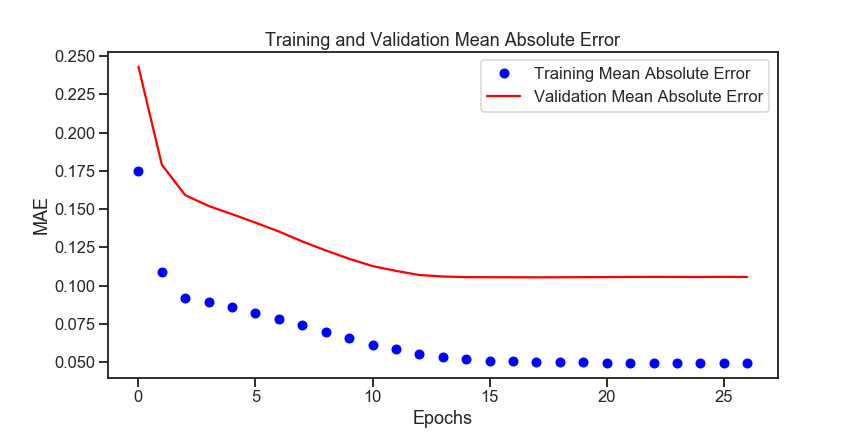 Training and Validation Mean Absolute Error
Training Mean Absolute Error
Validation Mean Absolute Error
MAE
0.250
0.225
0.200
0.175
0.150
0.125
0.100
0.075
0.050
0 5 10 15 20 25
Epochs